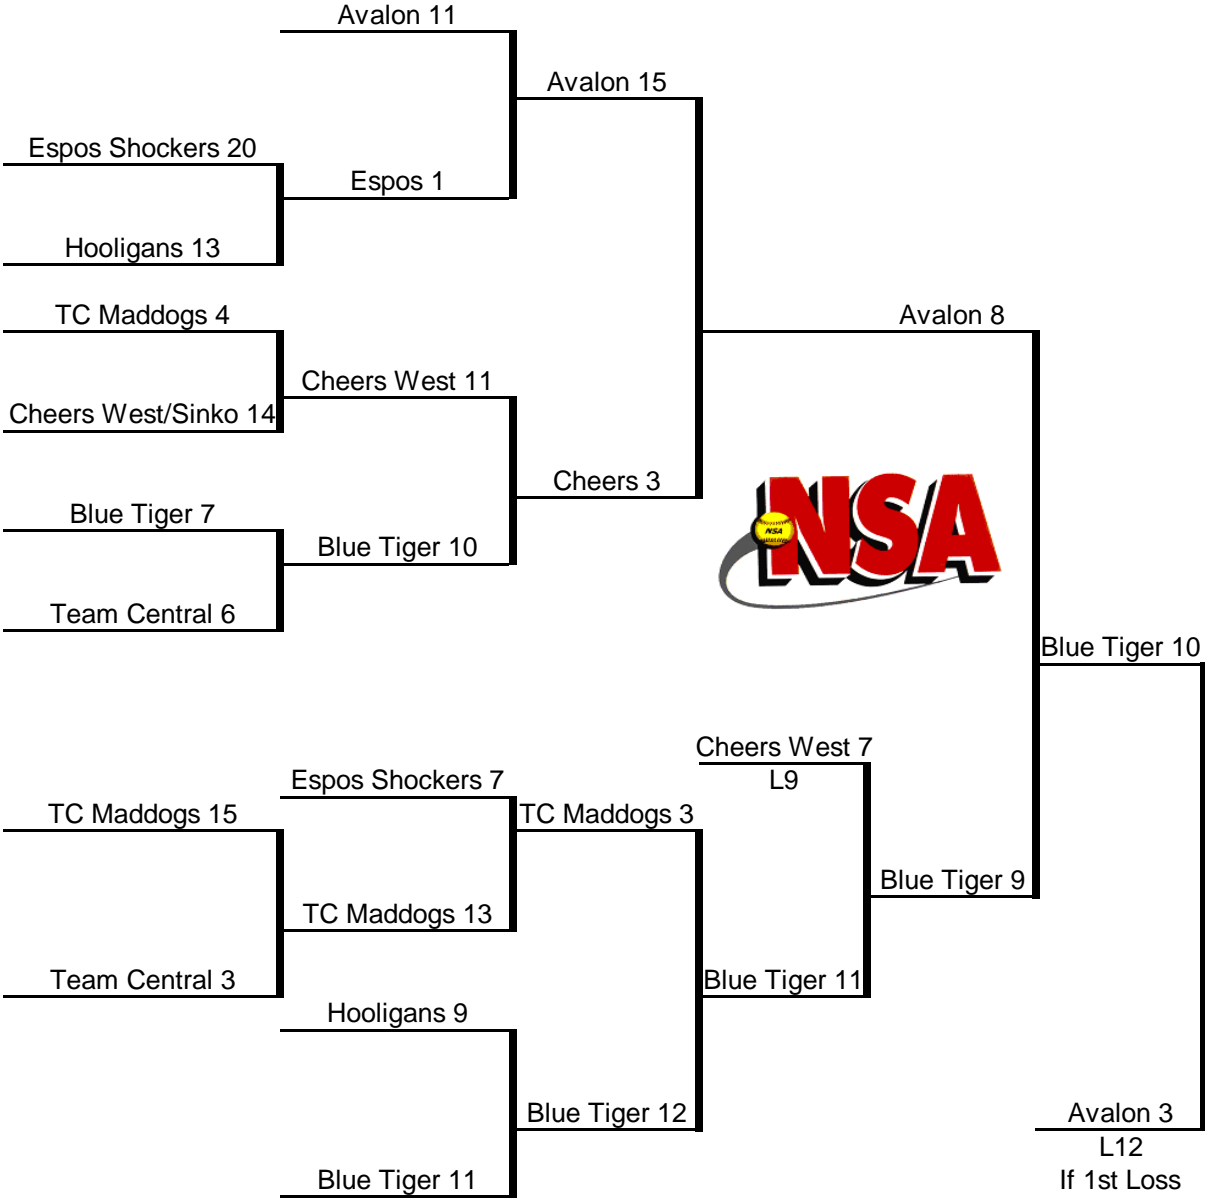 Avalon 11
Avalon 15
Espos Shockers 20
Espos 1
Hooligans 13
TC Maddogs 4
Avalon 8
Cheers West 11
Cheers West/Sinko 14
Cheers 3
NSA
NSA
Blue Tiger 7
Blue Tiger 10
Team Central 6
Blue Tiger 10
Cheers West 7
L9
Espos Shockers 7
TC Maddogs 15
TC Maddogs 3
Blue Tiger 9
TC Maddogs 13
Team Central 3
Blue Tiger 11
Hooligans 9
Blue Tiger 12
Avalon 3
L12
If 1st Loss
Blue Tiger 11